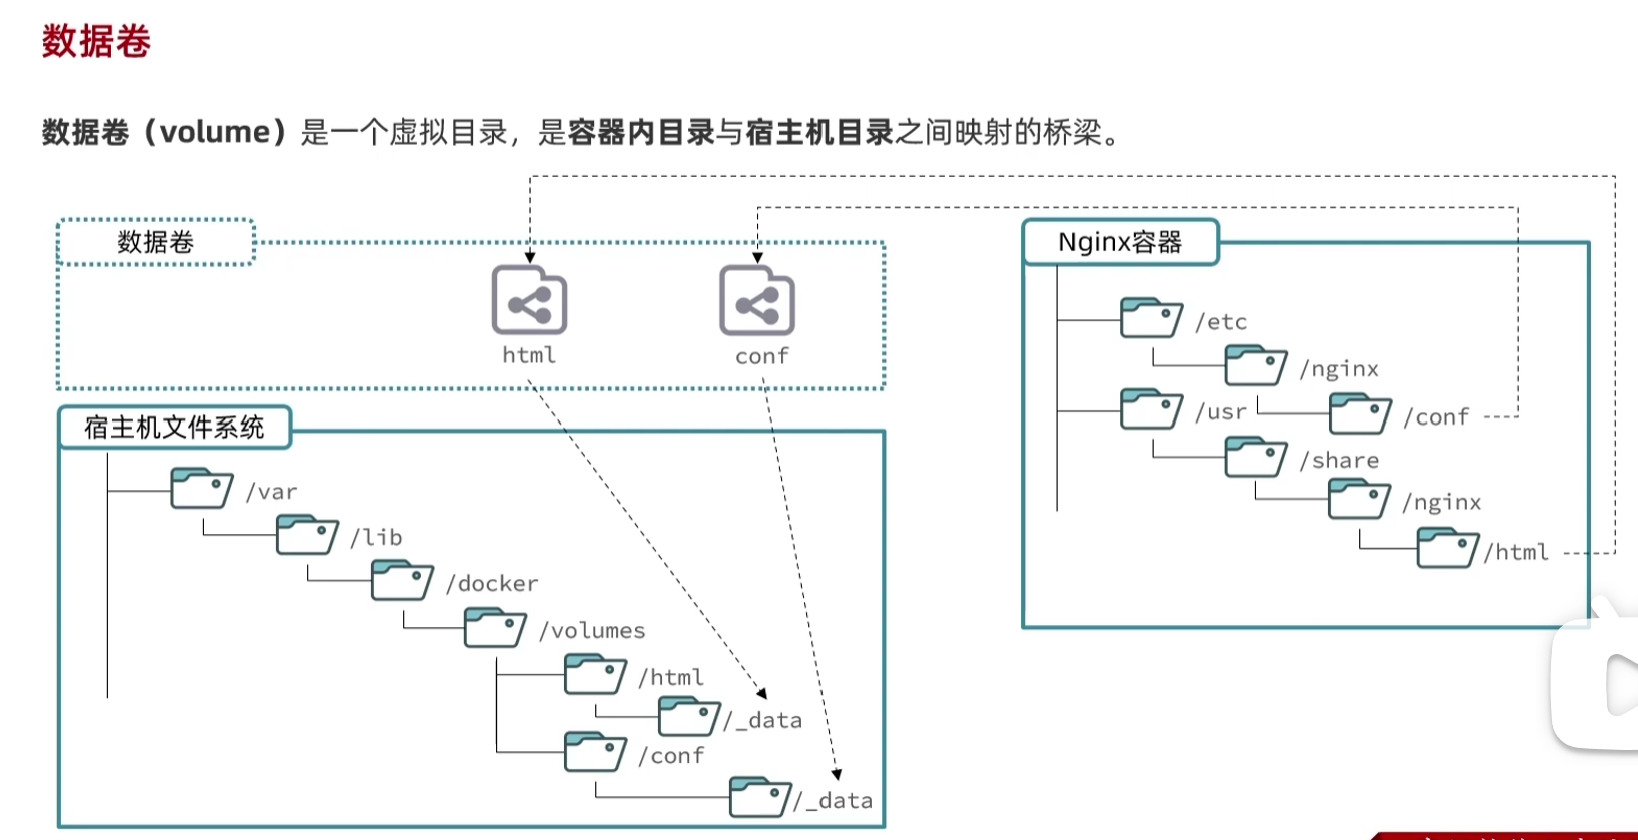 数据卷
数据卷（volume）是一个虚拟目录，是容器内目录与宿主机目录之间映射的桥梁。
数据卷
html
conf
宿主机文件系统
/var
/lib
/docker
/volumes
/html
/_data
/conf
/_data
Nginx容器
/etc
/nginx
/conf
/usr
/share
/nginx
/html